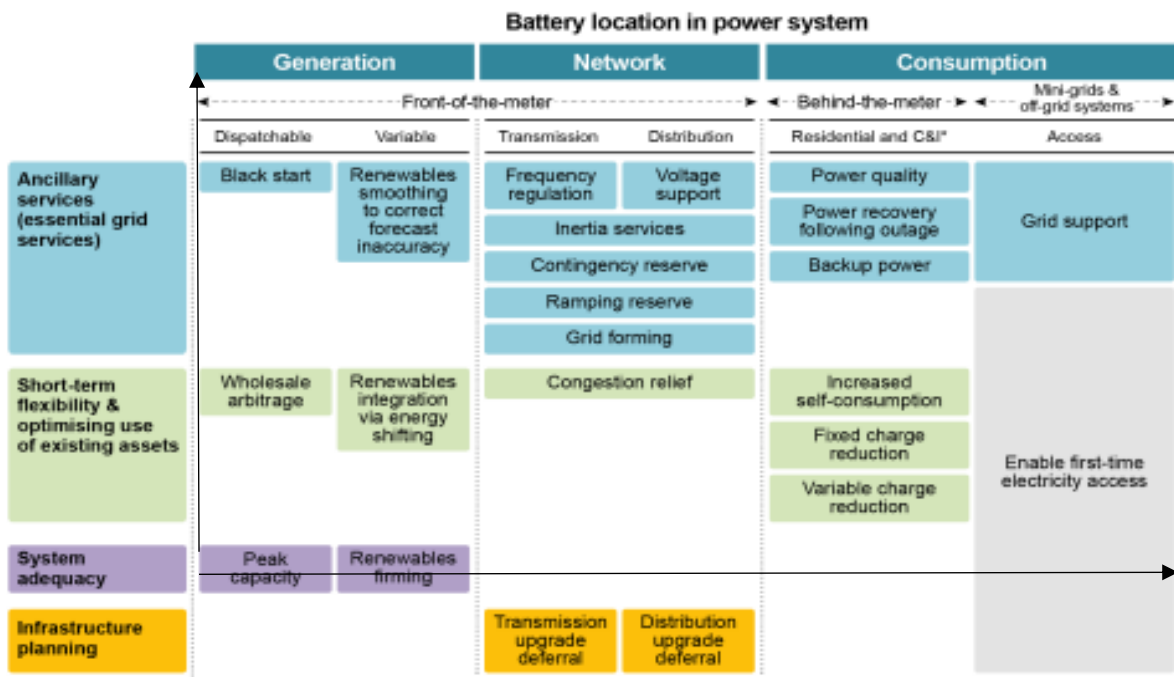 Battery location in power system
Generation
Network
Consumption
Front-of-the-meter
Behind-the-meter
Mini-grids &
off-grid systems
Dispatchable
Variable
Transmission
Distribution
Residential and C&I*
Access
Ancillary
services
(essential grid
services)
Black start
Renewables
smoothing
to correct
forecast
inaccuracy
Frequency
regulation
Voltage
support
Inertia services
Contingency reserve
Ramping reserve
Grid forming
Power quality
Power recovery
following outage
Backup power
Grid support
Short-term
flexibility &
optimising use
of existing assets
Wholesale
arbitrage
Renewables
integration
via energy
shifting
Congestion relief
Increased
self-consumption
Fixed charge
reduction
Variable charge
reduction
Enable first-time
electricity access
System
adequacy
Peak
capacity
Renewables
firming
Infrastructure
planning
Transmission
upgrade
deferral
Distribution
upgrade
deferral